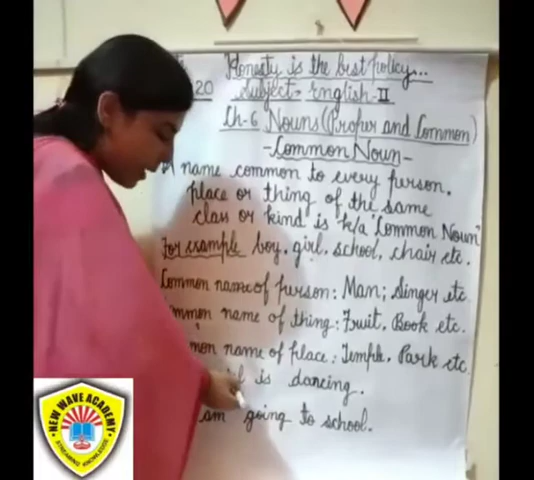 Honesty is the best policy...
20 Subject- English-II
Ch-6 Nouns (Proper and Common)
-Common Noun-
A name common to every person.
place or thing of the same
class or kind is k/a "Common Noun"
For example boy, girl, school, chair etc.
Common name of person: Man; Singer etc
name of thing: Fruit, Book etc.
name of place: Temple, Park etc.
is dancing.
am going to school.
NEW WAVE ACADEMY
STREAMING KNOWLEDGE